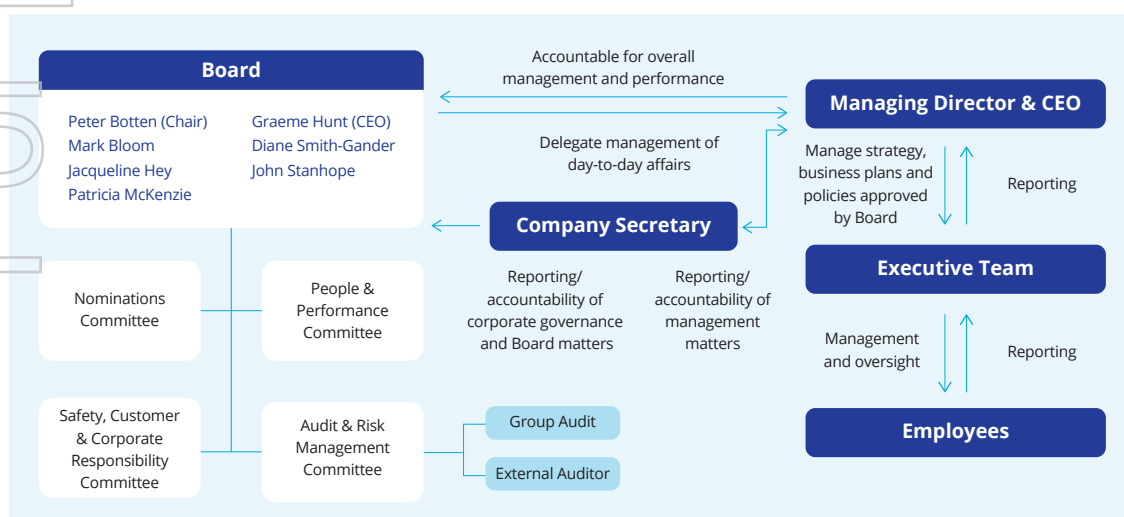 Board
Peter Botten (Chair)
Mark Bloom
Jacqueline Hey
Patricia McKenzie
Graeme Hunt (CEO)
Diane Smith-Gander
John Stanhope
Accountable for overall
management and performance
Delegate management of
day-to-day affairs
Managing Director & CEO
Manage strategy,
business plans and
policies approved
by Board
Reporting
Company Secretary
Reporting/
accountability of
corporate governance
and Board matters
Reporting/
accountability of
management
matters
Executive Team
Management
and oversight
Reporting
Employees
Nominations
Committee
People &
Performance
Committee
Safety, Customer
& Corporate
Responsibility
Committee
Audit & Risk
Management
Committee
Group Audit
External Auditor